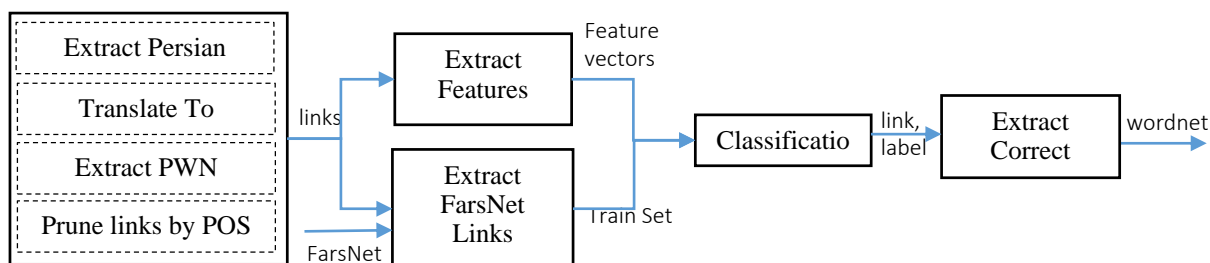 Extract Persian
Translate To
Extract PWN
Prune links by POS
links
FarsNet
Extract
Features
Extract
FarsNet
Links
Feature
vectors
Train Set
Classificatio
link,
label
Extract
Correct
wordnet